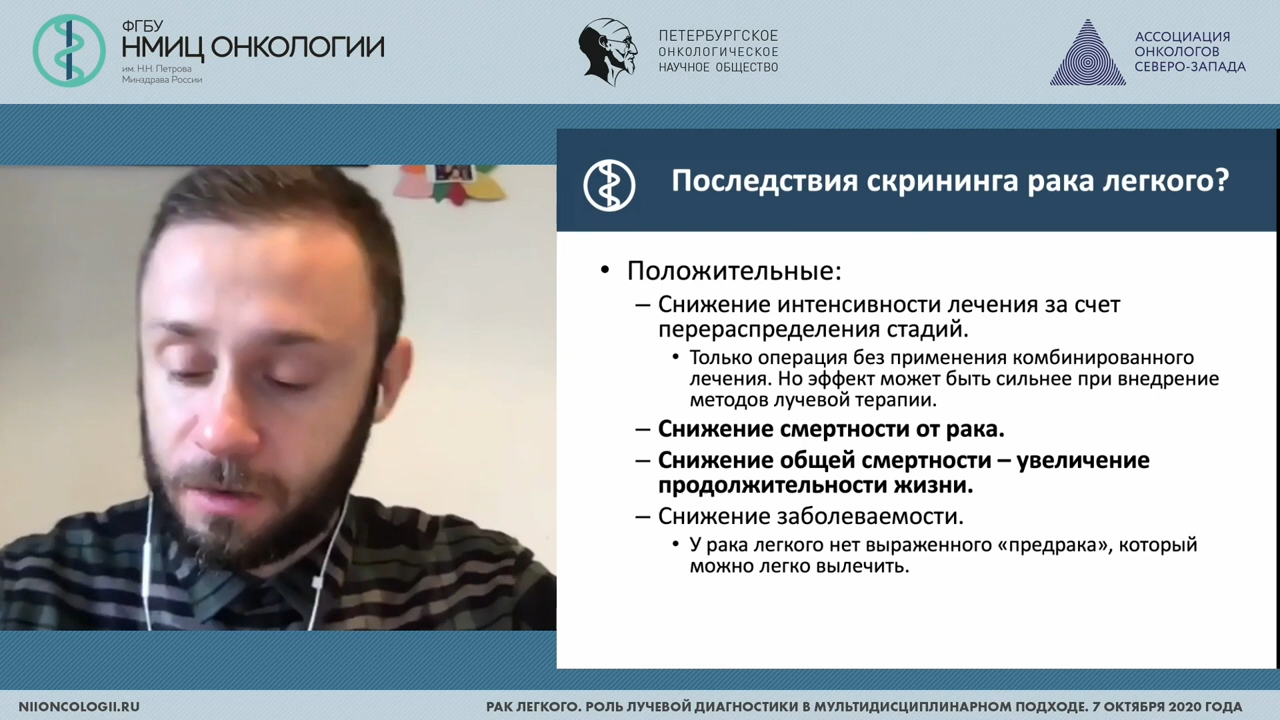 ФГБУ
НМИЦ ОНКОЛОГИИ
им. Н.Н. Петрова
Минздрава России
ПЕТЕРБУРГСКОЕ
ОНКОЛОГИЧЕСКОЕ
НАУЧНОЕ ОБЩЕСТВО
АССОЦИАЦИЯ
ОНКОЛОГОВ
СЕВЕРО-ЗАПАДА
Последствия скрининга рака легкого?
• Положительные:
– Снижение интенсивности лечения за счет
перераспределения стадий.
• Только операция без применения комбинированного
лечения. Но эффект может быть сильнее при внедрение
методов лучевой терапии.
– Снижение смертности от рака.
– Снижение общей смертности – увеличение
продолжительности жизни.
– Снижение заболеваемости.
• У рака легкого нет выраженного «предрака», который
можно легко вылечить.
NIIONCOLOGII.RU
РАК ЛЕГКОГО. РОЛЬ ЛУЧЕВОЙ ДИАГНОСТИКИ В МУЛЬТИДИСЦИПЛИНАРНОМ ПОДХОДЕ. 7 ОКТЯБРЯ 2020 ГОДА